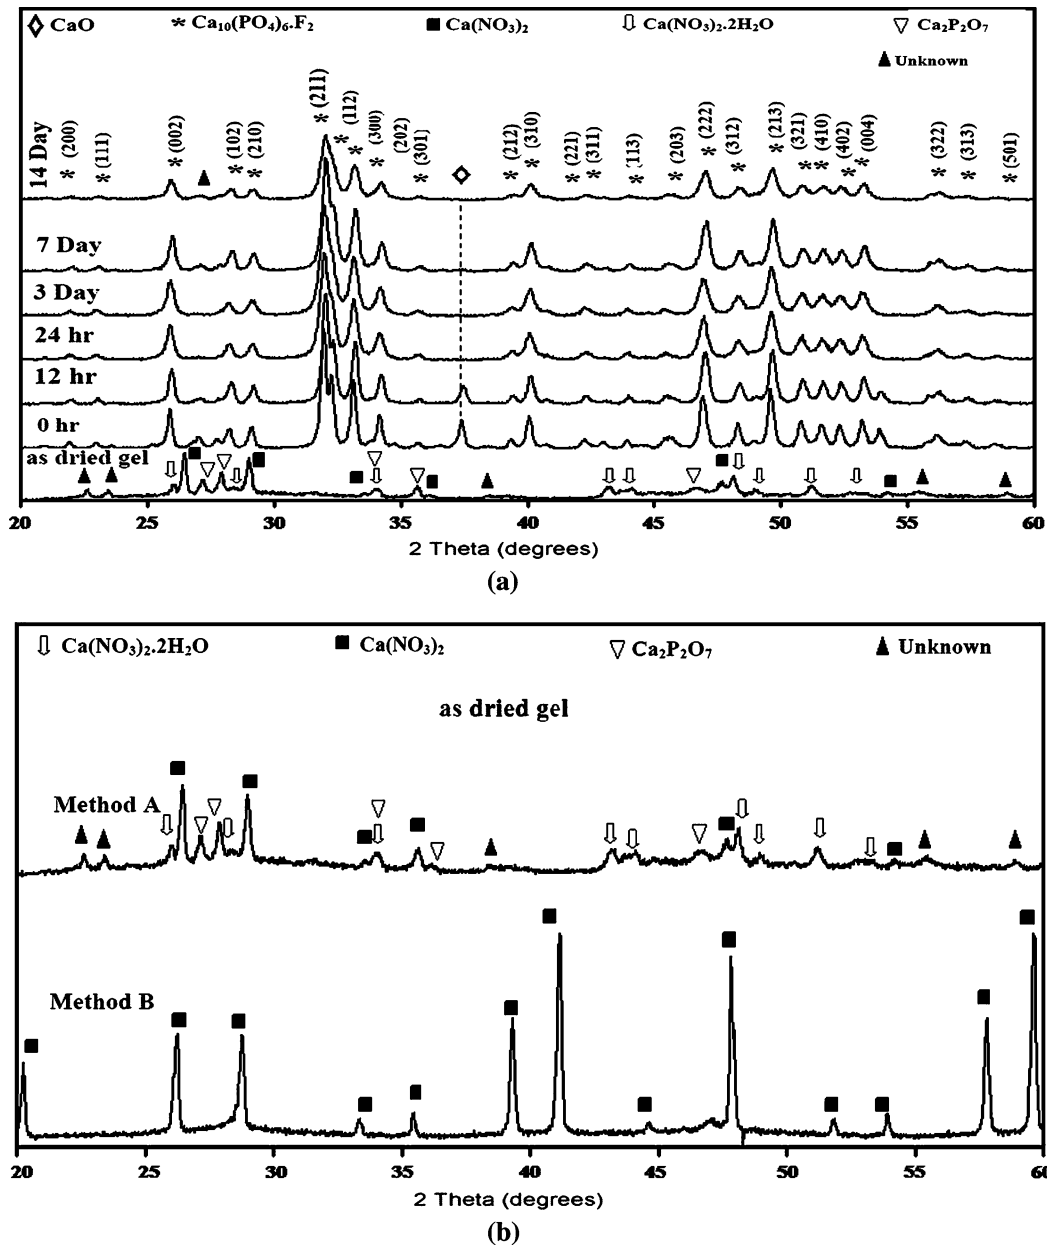 CaO Ca₁₀(PO₄)₆.F₂ Ca(NO₃)₂ Ca(NO₃)₂.2H₂O Ca₂P₂O₇
Unknown
(200) (111) (002) (102) (210) (211) (112) (300) (202) (301) (212) (310) (221) (311) (113) (203) (222) (312) (213) (321) (410) (402) (004) (322) (313) (501)
14 Day
7 Day
3 Day
24 hr
12 hr
0 hr
as dried gel
20 25 30 35 40 45 50 55 60
2 Theta (degrees)
(a)
Ca(NO₃)₂.2H₂O Ca(NO₃)₂ Ca₂P₂O₇ Unknown
as dried gel
Method A
Method B
20 25 30 35 40 45 50 55 60
2 Theta (degrees)
(b)